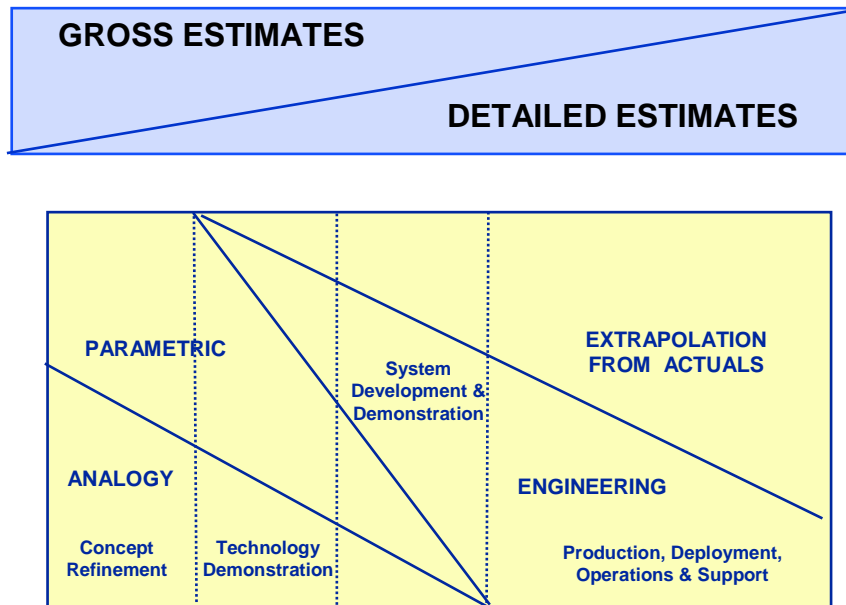 GROSS ESTIMATES
DETAILED ESTIMATES
PARAMETRIC
EXTRAPOLATION
FROM ACTUALS
System
Development &
Demonstration
ANALOGY
ENGINEERING
Concept
Refinement
Technology
Demonstration
Production, Deployment,
Operations & Support